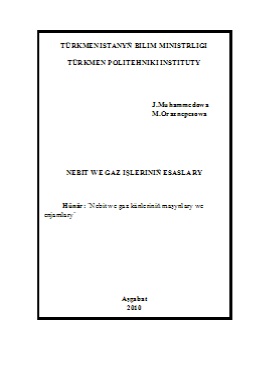 TÜRKMENISTANYŇ BILIM MINISTRLIGI
TÜRKMEN POLITEHNIKI INSTITUTY
J.Muhammedowa
M.Oraznepesowa
NEBIT WE GAZ IŞLERINIŇ ESASLARY
Hünär: "Nebit we gaz känleriniň maşynlary we
enjamlary"
Aşgabat
2010